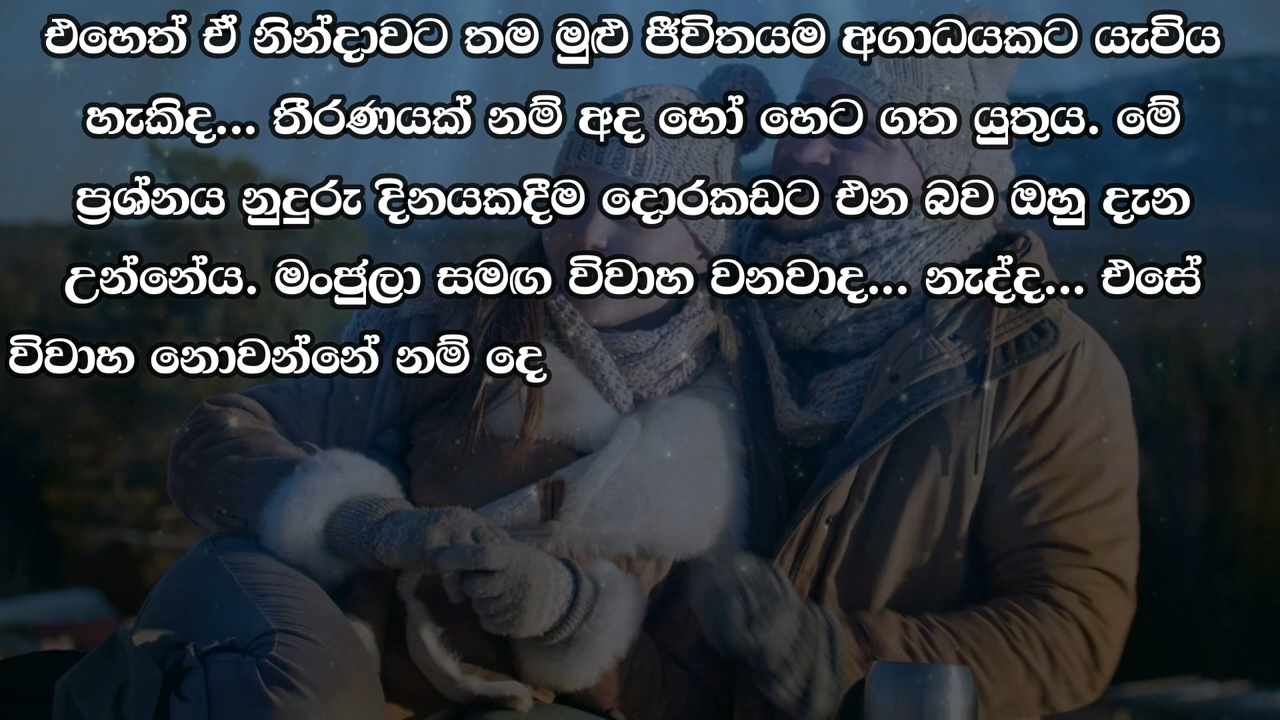 එහෙත් ඒ නින්දාවට තම මුළු ජීවිතයම අගාධයකට යැවිය
හැකිද... තීරණයක් නම් අද හෝ හෙට ගත යුතුය. මේ
ප්‍රශ්නය නුදුරු දිනයකදීම දොරකඩට එන බව ඔහු දැන
උන්නේය. මංජුලා සමඟ විවාහ වනවාද... නැද්ද... එසේ
විවාහ නොවන්නේ නම් දෙ